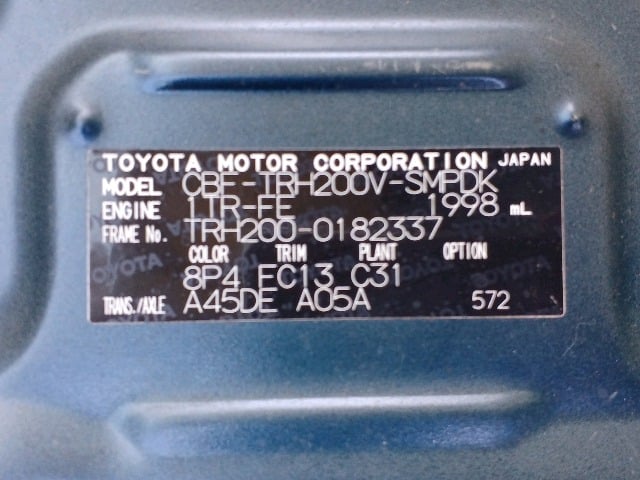 TOYOTA MOTOR CORPORATION JAPAN
MODEL CBF-TRH200V-SMPDK
ENGINE 1TR-FE 1998 mL
FRAME No. TRH200-0182337
COLOR TRIM PLANT OPTION
8P4 FC13 C31
TRANS./AXLE A45DE A05A 572